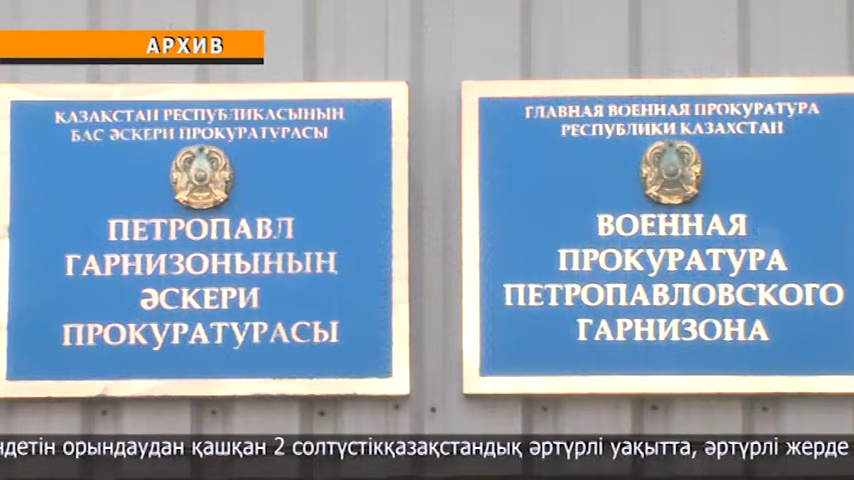 АРХИВ
ҚАЗАҚСТАН РЕСПУБЛИКАСЫНЫҢ
БАС ӘСКЕРИ ПРОКУРАТУРАСЫ
ПЕТРОПАВЛ
ГАРНИЗОНЫНЫҢ
ӘСКЕРИ
ПРОКУРАТУРАСЫ
ГЛАВНАЯ ВОЕННАЯ ПРОКУРАТУРА
РЕСПУБЛИКИ КАЗАХСТАН
ВОЕННАЯ
ПРОКУРАТУРА
ПЕТРОПАВЛОВСКОГО
ГАРНИЗОНА
орындаудан қашқан 2 солтүстікқазақстандық әртүрлі уақытта, әртүрлі жерде